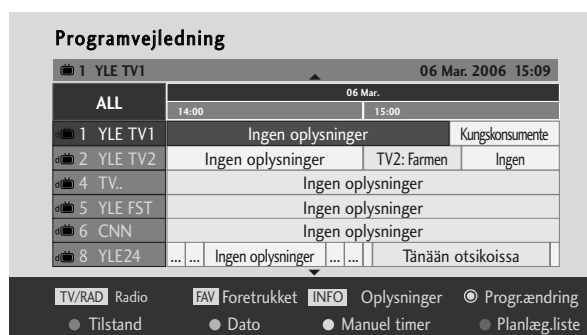 Programvejledning
1 YLE TV1 06 Mar. 2006 15:09
ALL 06 Mar.
14:00 15:00
1 YLE TV1 Ingen oplysninger Kungskonsumente
2 YLE TV2 Ingen oplysninger TV2: Farmen Ingen
4 TV.. Ingen oplysninger
5 YLE FST Ingen oplysninger
6 CNN Ingen oplysninger
8 YLE24 ... ... Ingen oplysninger ... ... Tänään otsikoissa
TV/RAD Radio FAV Foretrukket INFO Oplysninger Progr.ændring
Tilstand Dato Manuel timer Planlæg.liste